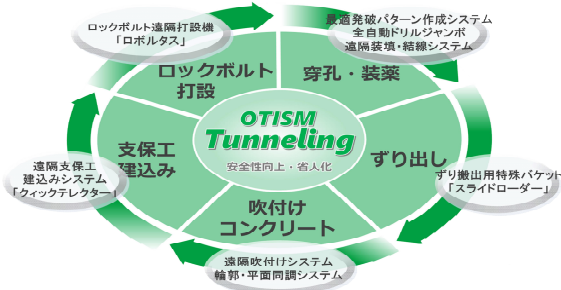 ロックボルト遠隔打設機
「ロボルタス」
最適発破パターン作成システム
全自動ドリルジャンボ
遠隔装填・結線システム
ロックボルト
打設
穿孔・装薬
OTISM
Tunneling
安全性向上・省人化
支保工
建込み
ずり出し
遠隔支保工
建込みシステム
「クィックテレクター」
ずり搬出用特殊バケット
「スライドローダー」
吹付け
コンクリート
遠隔吹付けシステム
輪郭・平面同調システム